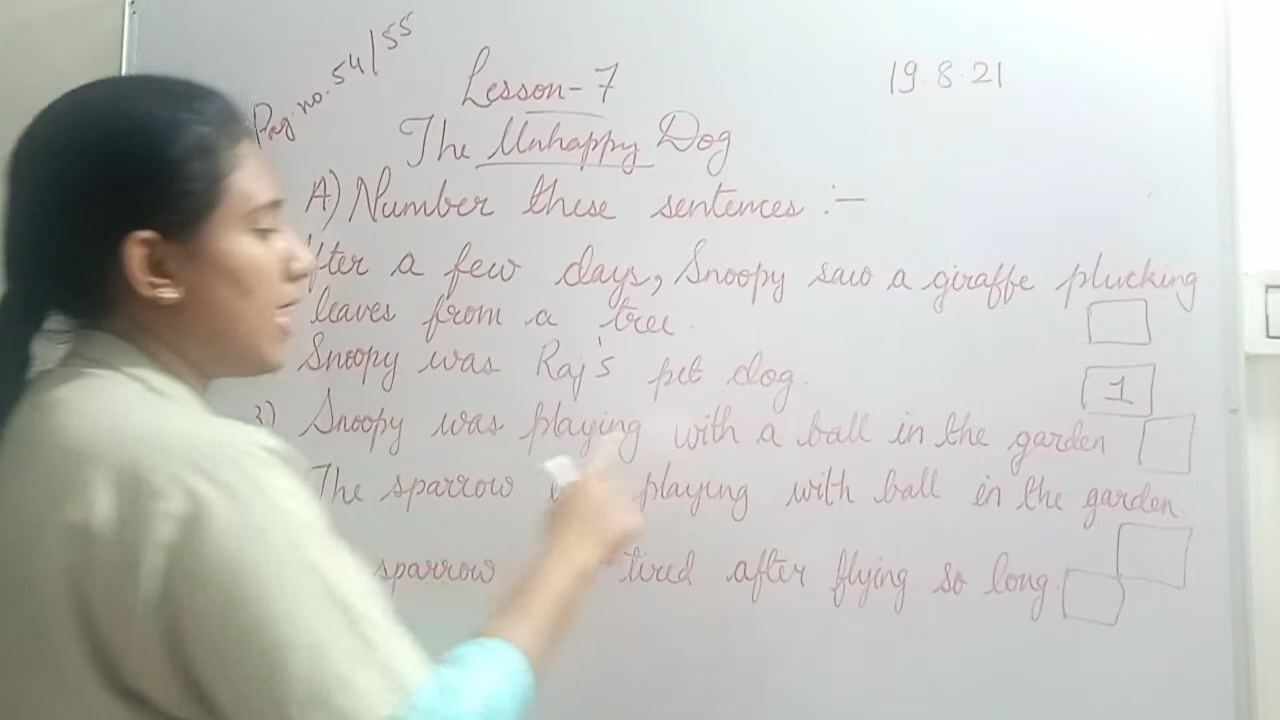 Pag. no. 54/55
Lesson-7
19.8.21
The Unhappy Dog
A) Number these sentences :-
fter a few days, Snoopy saw a giraffe plucking
leaves from a tree.
Snoopy was Raj's pet dog.
1
3) Snoopy was playing with a ball in the garden
The sparrow playing with ball in the garden.
sparrow tired after flying so long.